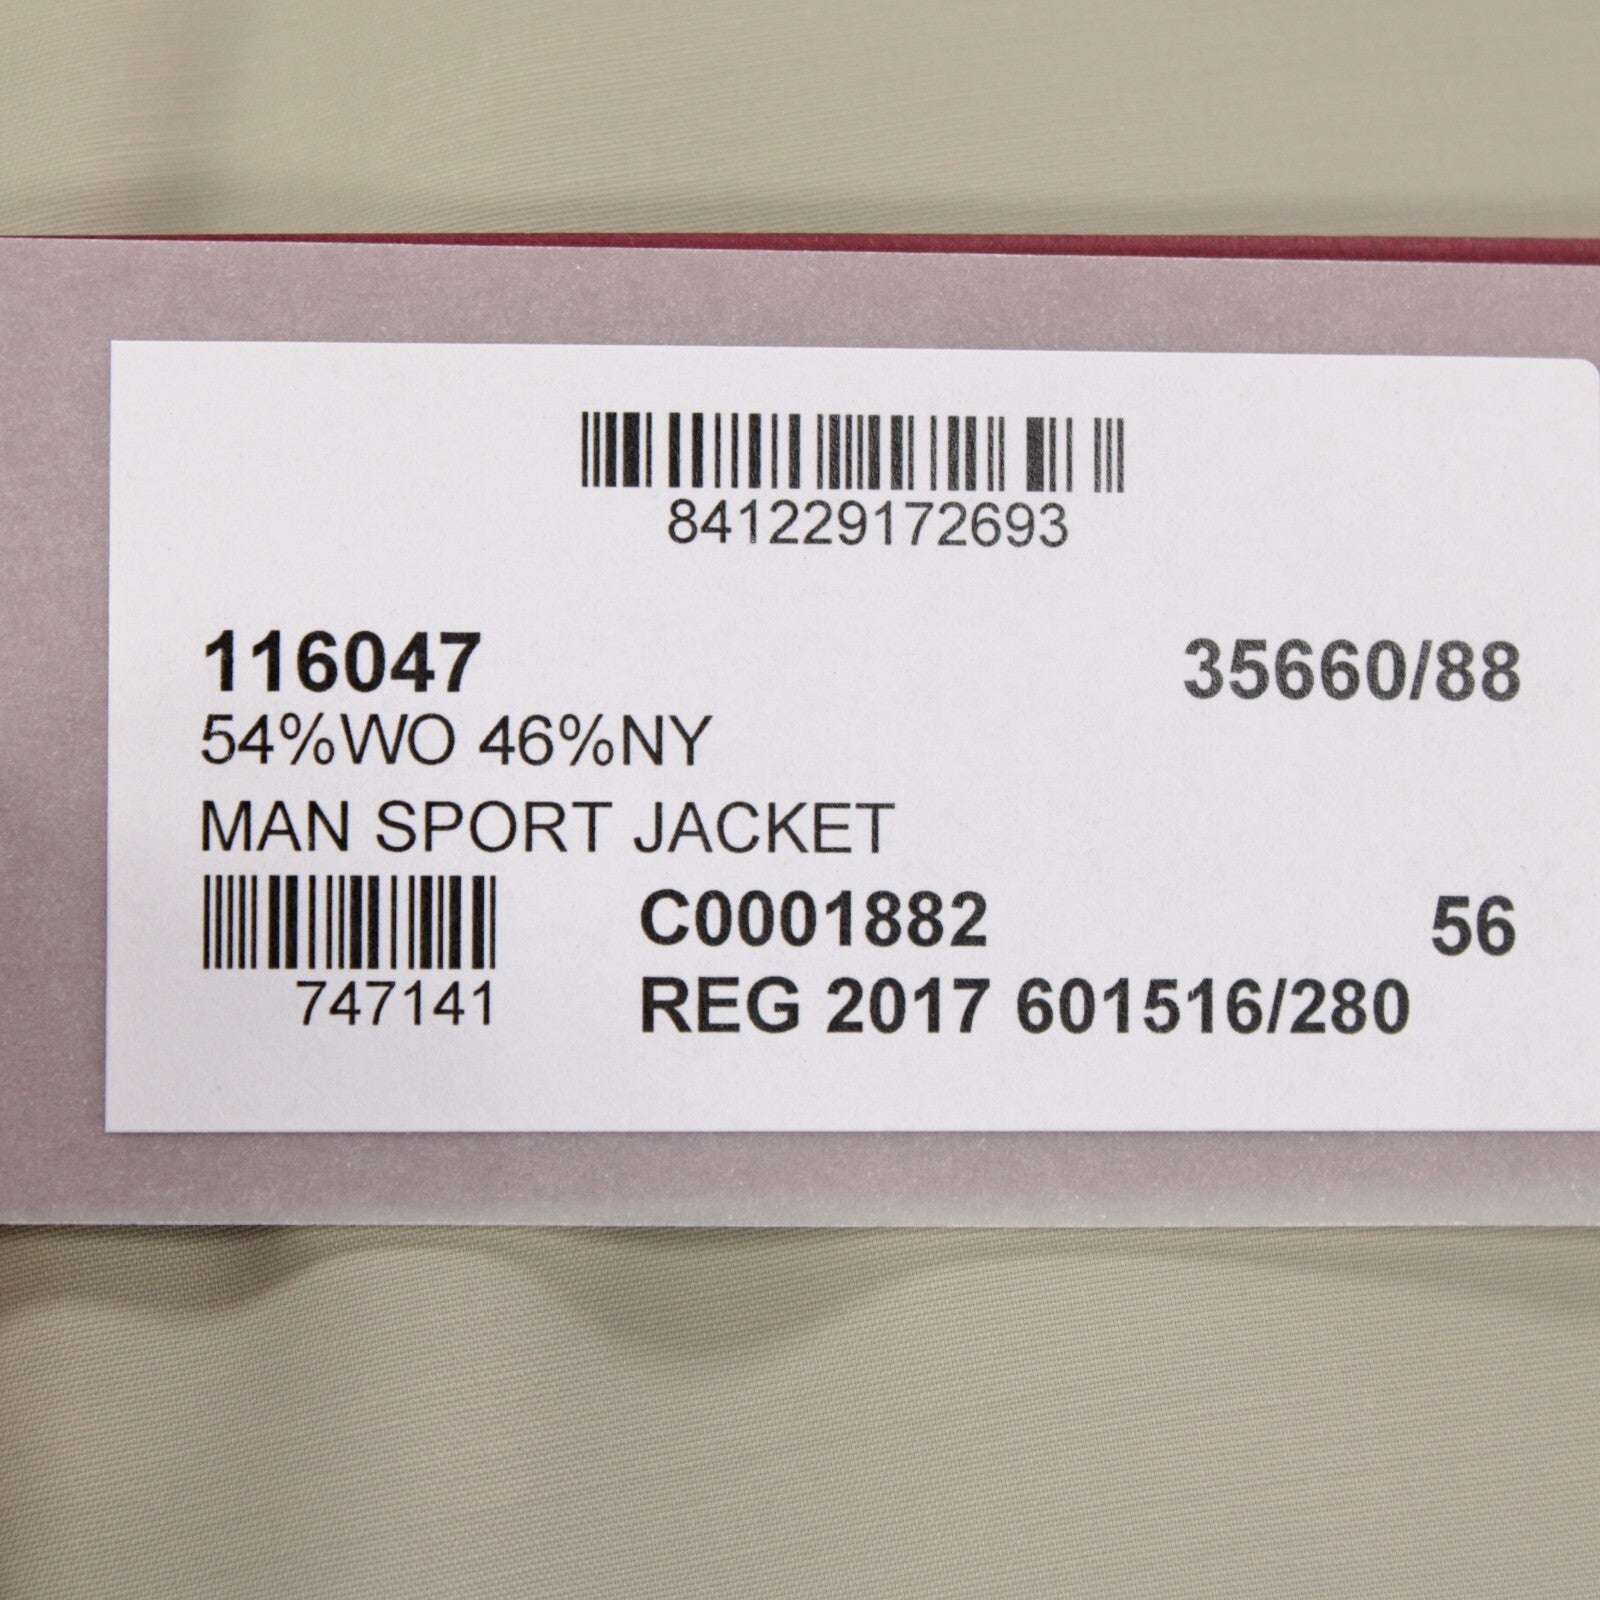 841229172693
116047 35660/88
54%WO 46%NY
MAN SPORT JACKET
C0001882 56
747141 REG 2017 601516/280